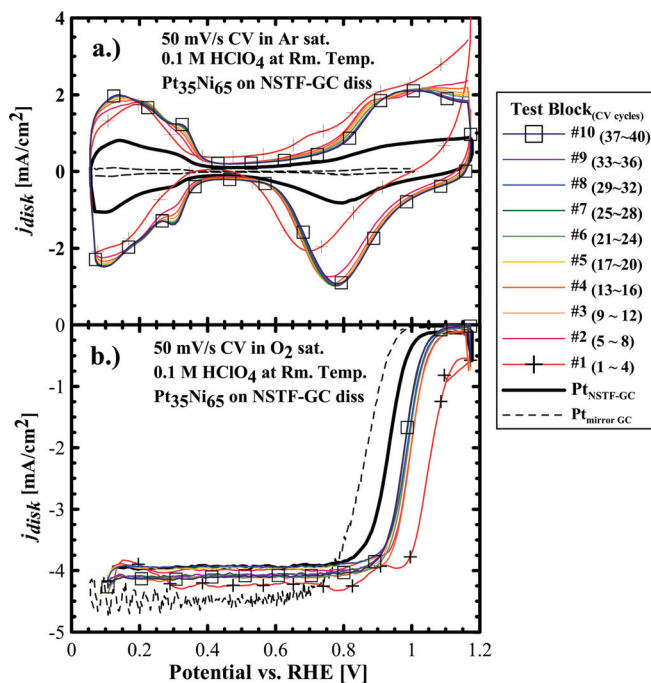 a.)
50 mV/s CV in Ar sat.
0.1 M HClO4 at Rm. Temp.
Pt35Ni65 on NSTF-GC diss
4
2
0
-2
jdisk [mA/cm2]
b.)
50 mV/s CV in O2 sat.
0.1 M HClO4 at Rm. Temp.
Pt35Ni65 on NSTF-GC diss
0
-1
-2
-3
-4
-5
jdisk [mA/cm2]
0 0.2 0.4 0.6 0.8 1 1.2
Potential vs. RHE [V]
Test Block(CV cycles)
#10 (37~40)
#9 (33~36)
#8 (29~32)
#7 (25~28)
#6 (21~24)
#5 (17~20)
#4 (13~16)
#3 (9 ~ 12)
#2 (5 ~ 8)
#1 (1 ~ 4)
PtNSTF-GC
Ptmirror GC